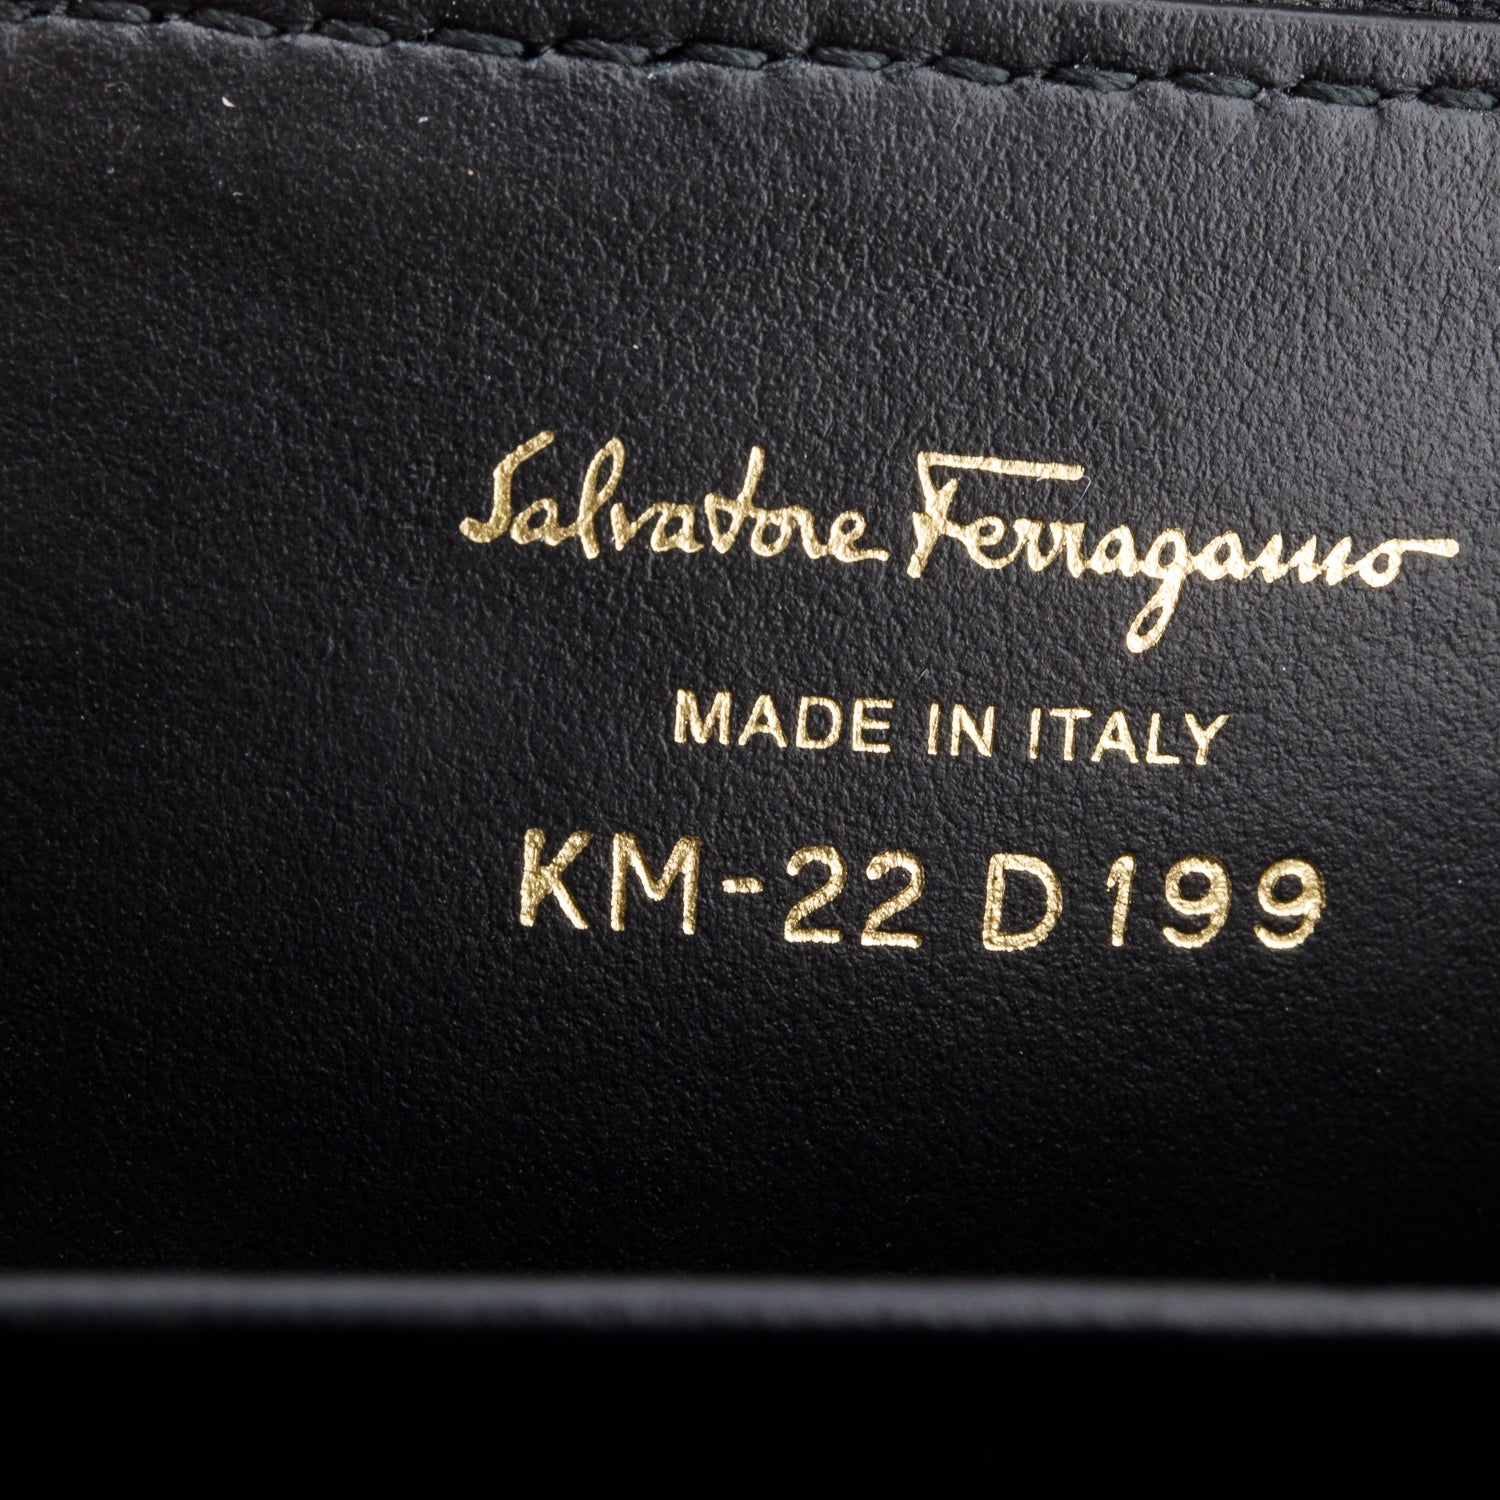 Salvatore Ferragamo
MADE IN ITALY
KM-22 D199